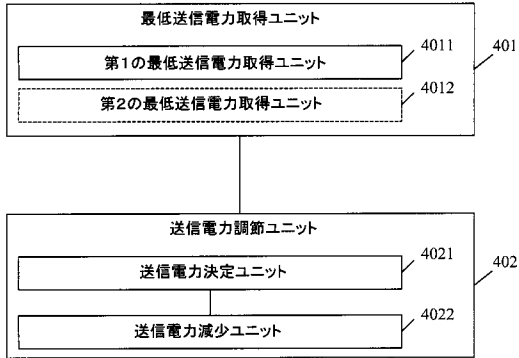 最低送信電力取得ユニット
第1の最低送信電力取得ユニット
4011
401
第2の最低送信電力取得ユニット
4012
送信電力調節ユニット
送信電力決定ユニット
4021
402
送信電力減少ユニット
4022